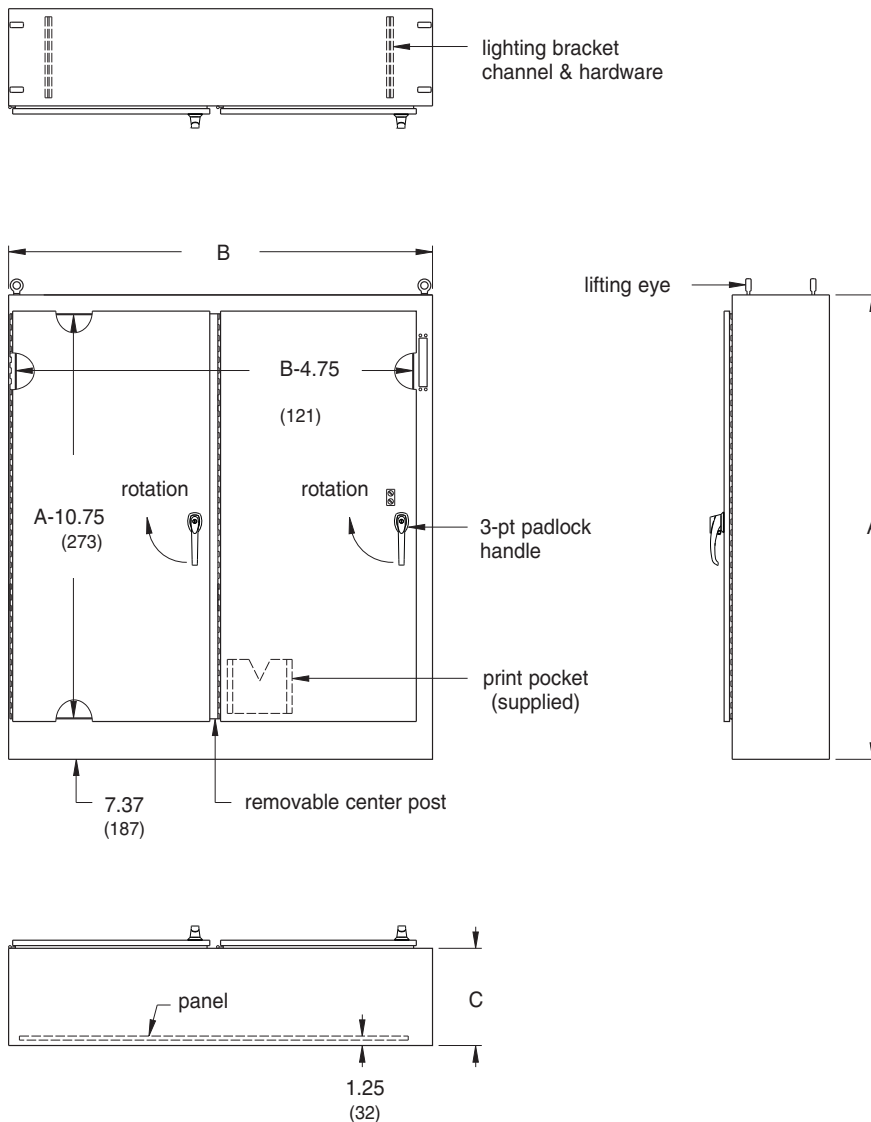 lighting bracket
channel & hardware
B
lifting eye
B-4.75
(121)
rotation
rotation
A-10.75
(273)
3-pt padlock
handle
A
print pocket
(supplied)
7.37
(187)
removable center post
panel
C
1.25
(32)